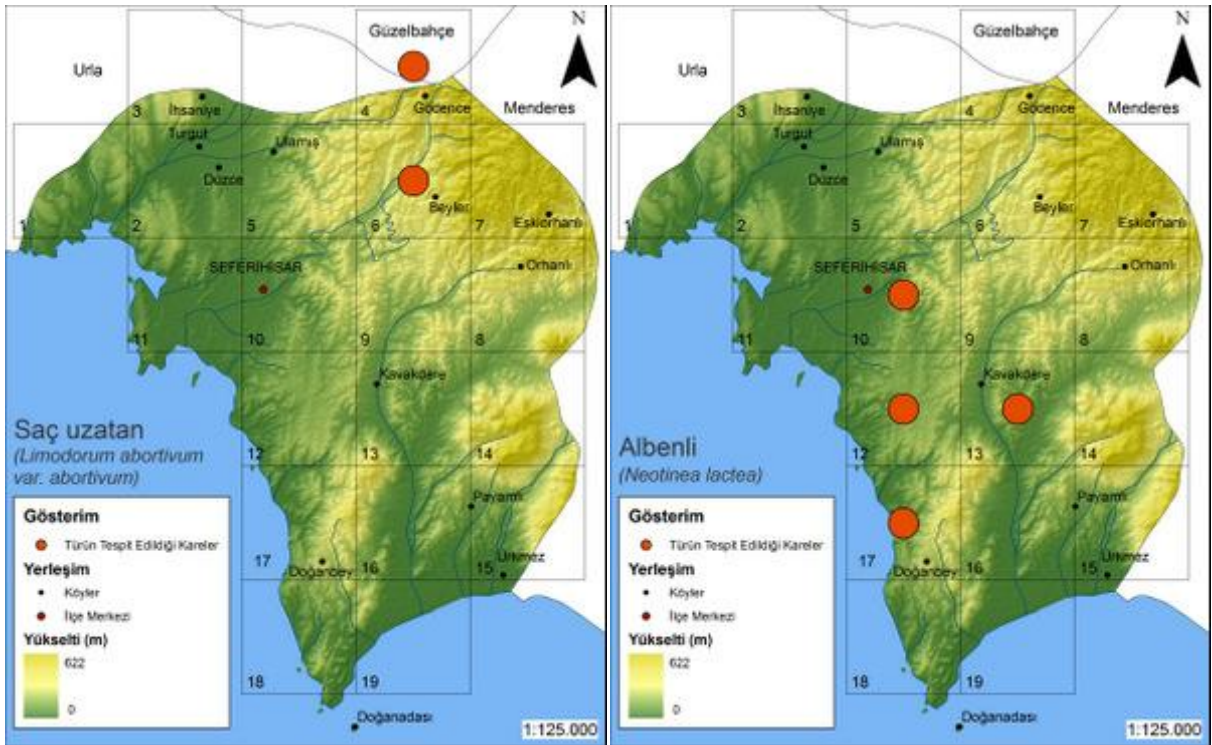 Güzelbahçe
N
Urla
3
İhsaniye
4
Gödence
Menderes
Turgut
Ulamış
Düzce
Beyler
1
2
5
6
7
Eskiorhanlı
SEFERİHİSAR
Orhanlı
11
10
9
8
Kavakdere
Saç uzatan
(Limodorum abortivum
var. abortivum)
12
13
14
Payamlı
Gösterim
Türün Tespit Edildiği Kareler
Yerleşim
Köyler
İlçe Merkezi
Yükselti (m)
622
0
17
Doğanbey
16
15
Ürkmez
18
19
Doğanadası
1:125.000
Güzelbahçe
N
Urla
3
İhsaniye
4
Gödence
Menderes
Turgut
Ulamış
Düzce
Beyler
1
2
5
6
7
Eskiorhanlı
SEFERİHİSAR
Orhanlı
11
10
9
8
Kavakdere
Albenli
(Neotinea lactea)
12
13
14
Payamlı
Gösterim
Türün Tespit Edildiği Kareler
Yerleşim
Köyler
İlçe Merkezi
Yükselti (m)
622
0
17
Doğanbey
16
15
Ürkmez
18
19
Doğanadası
1:125.000